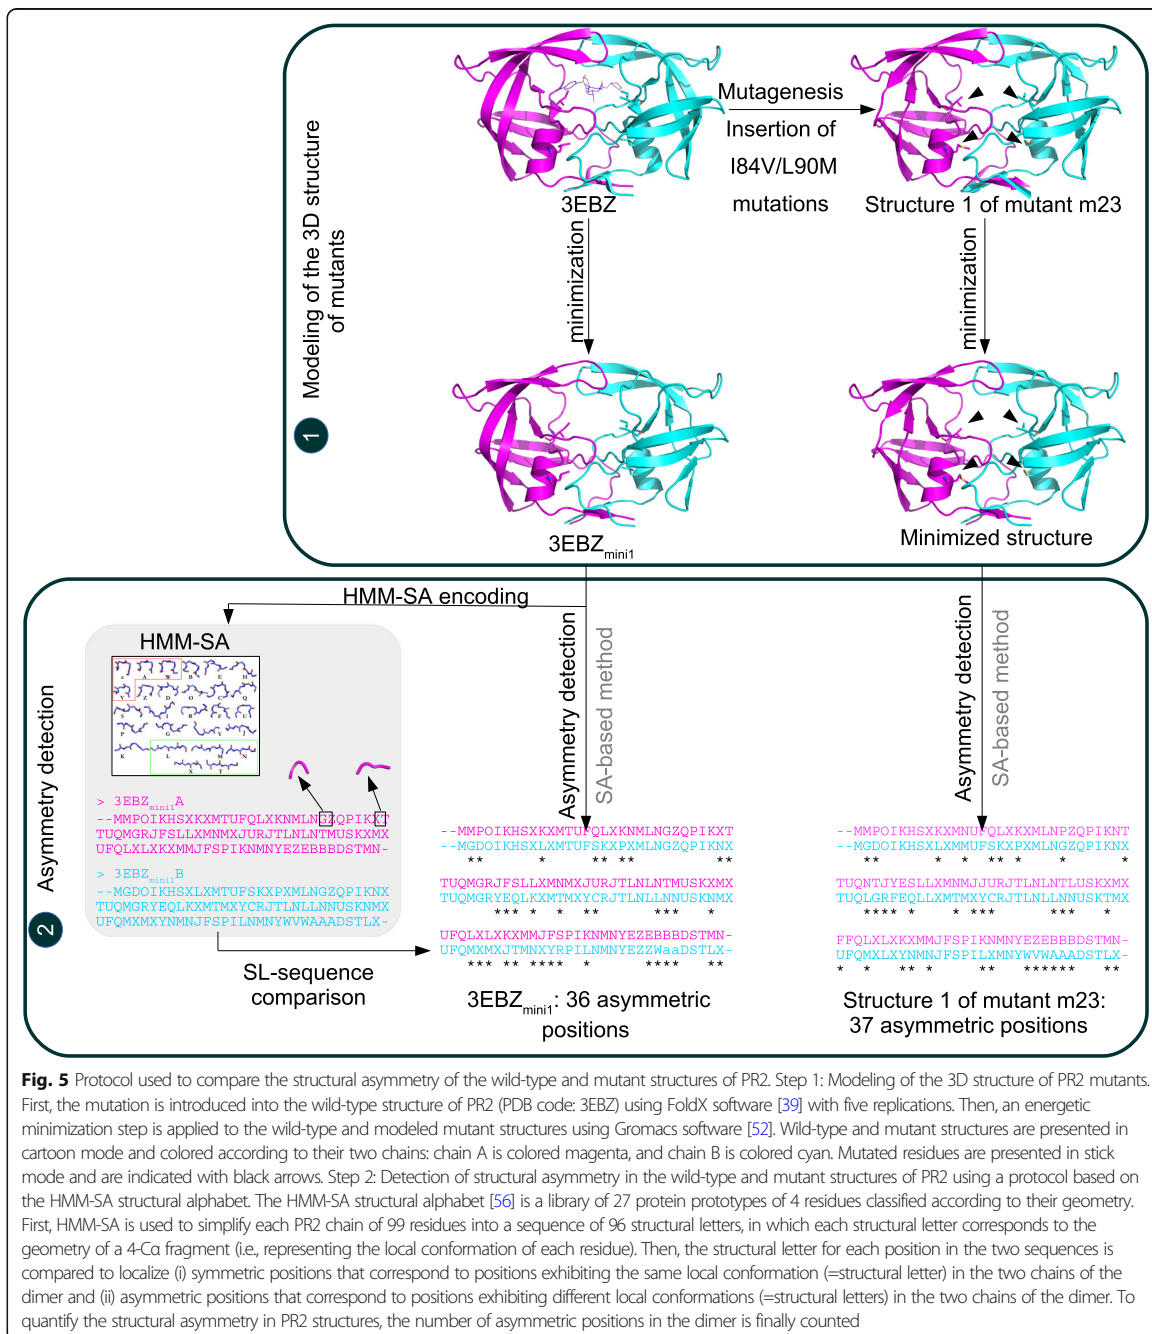 Mutagenesis
Insertion of
I84V/L90M
mutations
3EBZ
Structure 1 of mutant m23
minimization
minimization
1 Modeling of the 3D structure
of mutants
3EBZmini1
Minimized structure
HMM-SA encoding
HMM-SA
Asymmetry detection
SA-based method
Asymmetry detection
SA-based method
2 Asymmetry detection
> 3EBZmini1A
--MMPOIKHSXKXMTUFQLXKNMLNGZQPIKXT
TUQMGRJFSLLXMNMXJURJTLNLNTMUSKXMX
UFQLXLXKXMMJFSPIKNMNYEZEBBBDSTMN-
> 3EBZmini1B
--MGDOIKHSXLXMTUFSKXPXMLNGZQPIKNX
TUQMGRYEQLKXMTMXYCRJTLNLLNNUSKNMX
UFQMXMXYNMNJFSPILNMNYWVWAAADSTLX-
SL-sequence
comparison
--MMPOIKHSXKXMTUFQLXKNMLNGZQPIKXT
--MGDOIKHSXLXMTUFSKXPXMLNGZQPIKNX
** * ** ** **
TUQMGRJFSLLXMNMXJURJTLNLNTMUSKXMX
TUQMGRYEQLKXMTMXYCRJTLNLLNNUSKNMX
*** * * ** *** *
UFQLXLXKXMMJFSPIKNMNYEZEBBBDSTMN-
UFQMXMXJTMNXYRPILNMNYEZZWaaDSTLX-
*** ** **** * **** **
3EBZmini1: 36 asymmetric
positions
--MMPOIKHSXKXMNUFQLXKXMLNPZQPIKNT
--MGDOIKHSXLXMMUFSKXPXMLNGZQPIKNX
** * * ** * * *
TUQNTJYESLLXMNMJJURJTLNLNTLUSKMTX
TUQLGRFEQLLXMTMXYCRJTLNLLNNUSKTMX
**** * * *** *** *
FFQLXLXKXMMJFSPIKNMNYEZEBBBDSTMN-
UFQMXLXYNMNJFSPILXMNYWVWAAADSTLX-
* * ** * ** ****** **
Structure 1 of mutant m23:
37 asymmetric positions
Fig. 5 Protocol used to compare the structural asymmetry of the wild-type and mutant structures of PR2. Step 1: Modeling of the 3D structure of PR2 mutants.
First, the mutation is introduced into the wild-type structure of PR2 (PDB code: 3EBZ) using FoldX software [39] with five replications. Then, an energetic
minimization step is applied to the wild-type and modeled mutant structures using Gromacs software [52]. Wild-type and mutant structures are presented in
cartoon mode and colored according to their two chains: chain A is colored magenta, and chain B is colored cyan. Mutated residues are presented in stick
mode and are indicated with black arrows. Step 2: Detection of structural asymmetry in the wild-type and mutant structures of PR2 using a protocol based on
the HMM-SA structural alphabet. The HMM-SA structural alphabet [56] is a library of 27 protein prototypes of 4 residues classified according to their geometry.
First, HMM-SA is used to simplify each PR2 chain of 99 residues into a sequence of 96 structural letters, in which each structural letter corresponds to the
geometry of a 4-Cα fragment (i.e., representing the local conformation of each residue). Then, the structural letter for each position in the two sequences is
compared to localize (i) symmetric positions that correspond to positions exhibiting the same local conformation (=structural letter) in the two chains of the
dimer and (ii) asymmetric positions that correspond to positions exhibiting different local conformations (=structural letters) in the two chains of the dimer. To
quantify the structural asymmetry in PR2 structures, the number of asymmetric positions in the dimer is finally counted